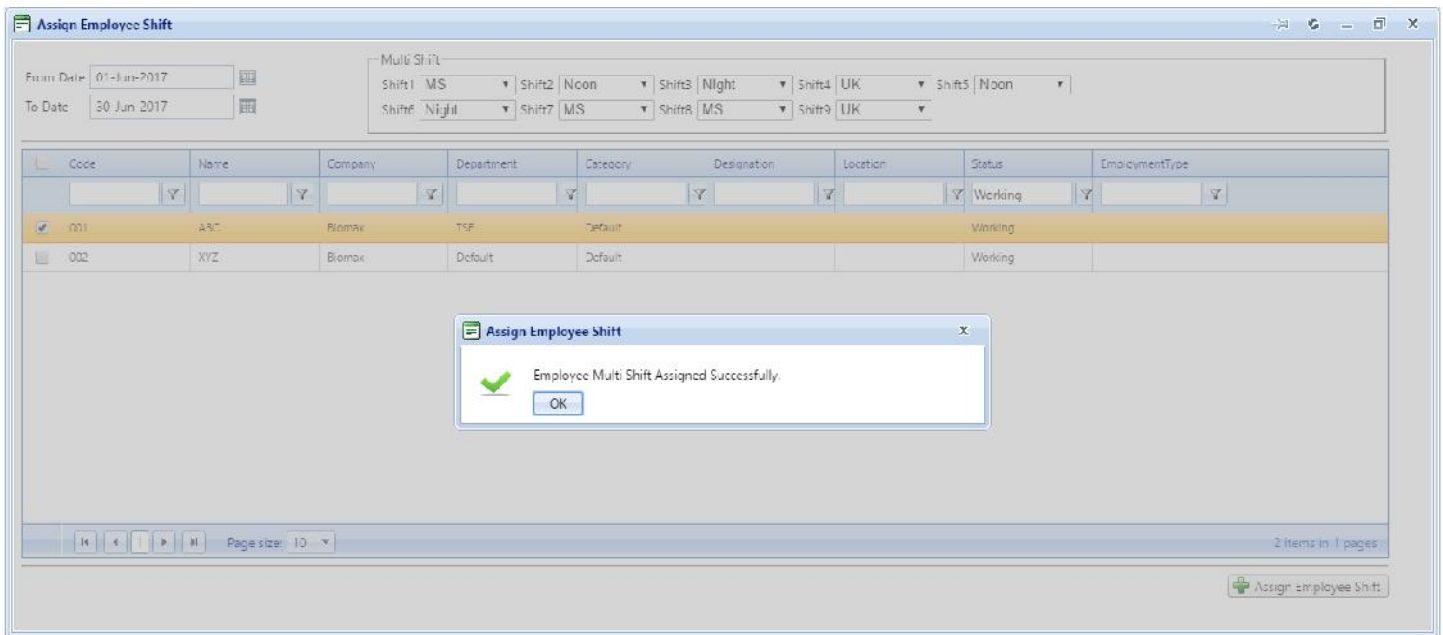 Assign Employee Shift
Multi Shift
From Date 01-Jun-2017 Shift1 MS Shift2 Noon Shift3 Night Shift4 UK Shift5 Noon
To Date 30 Jun 2017 Shift6 Night Shift7 MS Shift8 MS Shift9 UK
Code Name Company Department Category Designation Location Status EmploymentType
Working
001 ABC Biomax TSE Default Working
002 XYZ Biomax Default Default Working
Assign Employee Shift
Employee Multi Shift Assigned Successfully.
OK
1 Page size: 10 2 items in 1 pages
Assign Employee Shift